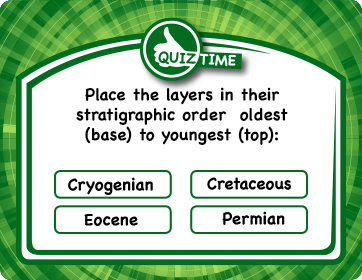 QUIZ TIME
Place the layers in their
stratigraphic order oldest
(base) to youngest (top):
Cryogenian
Cretaceous
Eocene
Permian